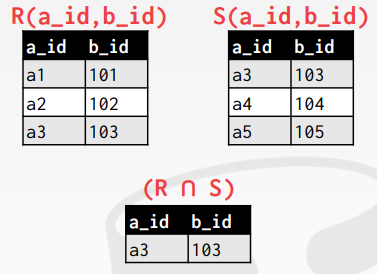 R(a_id,b_id) S(a_id,b_id)
a_id b_id a_id b_id
a1 101 a3 103
a2 102 a4 104
a3 103 a5 105
(R ∩ S)
a_id b_id
a3 103